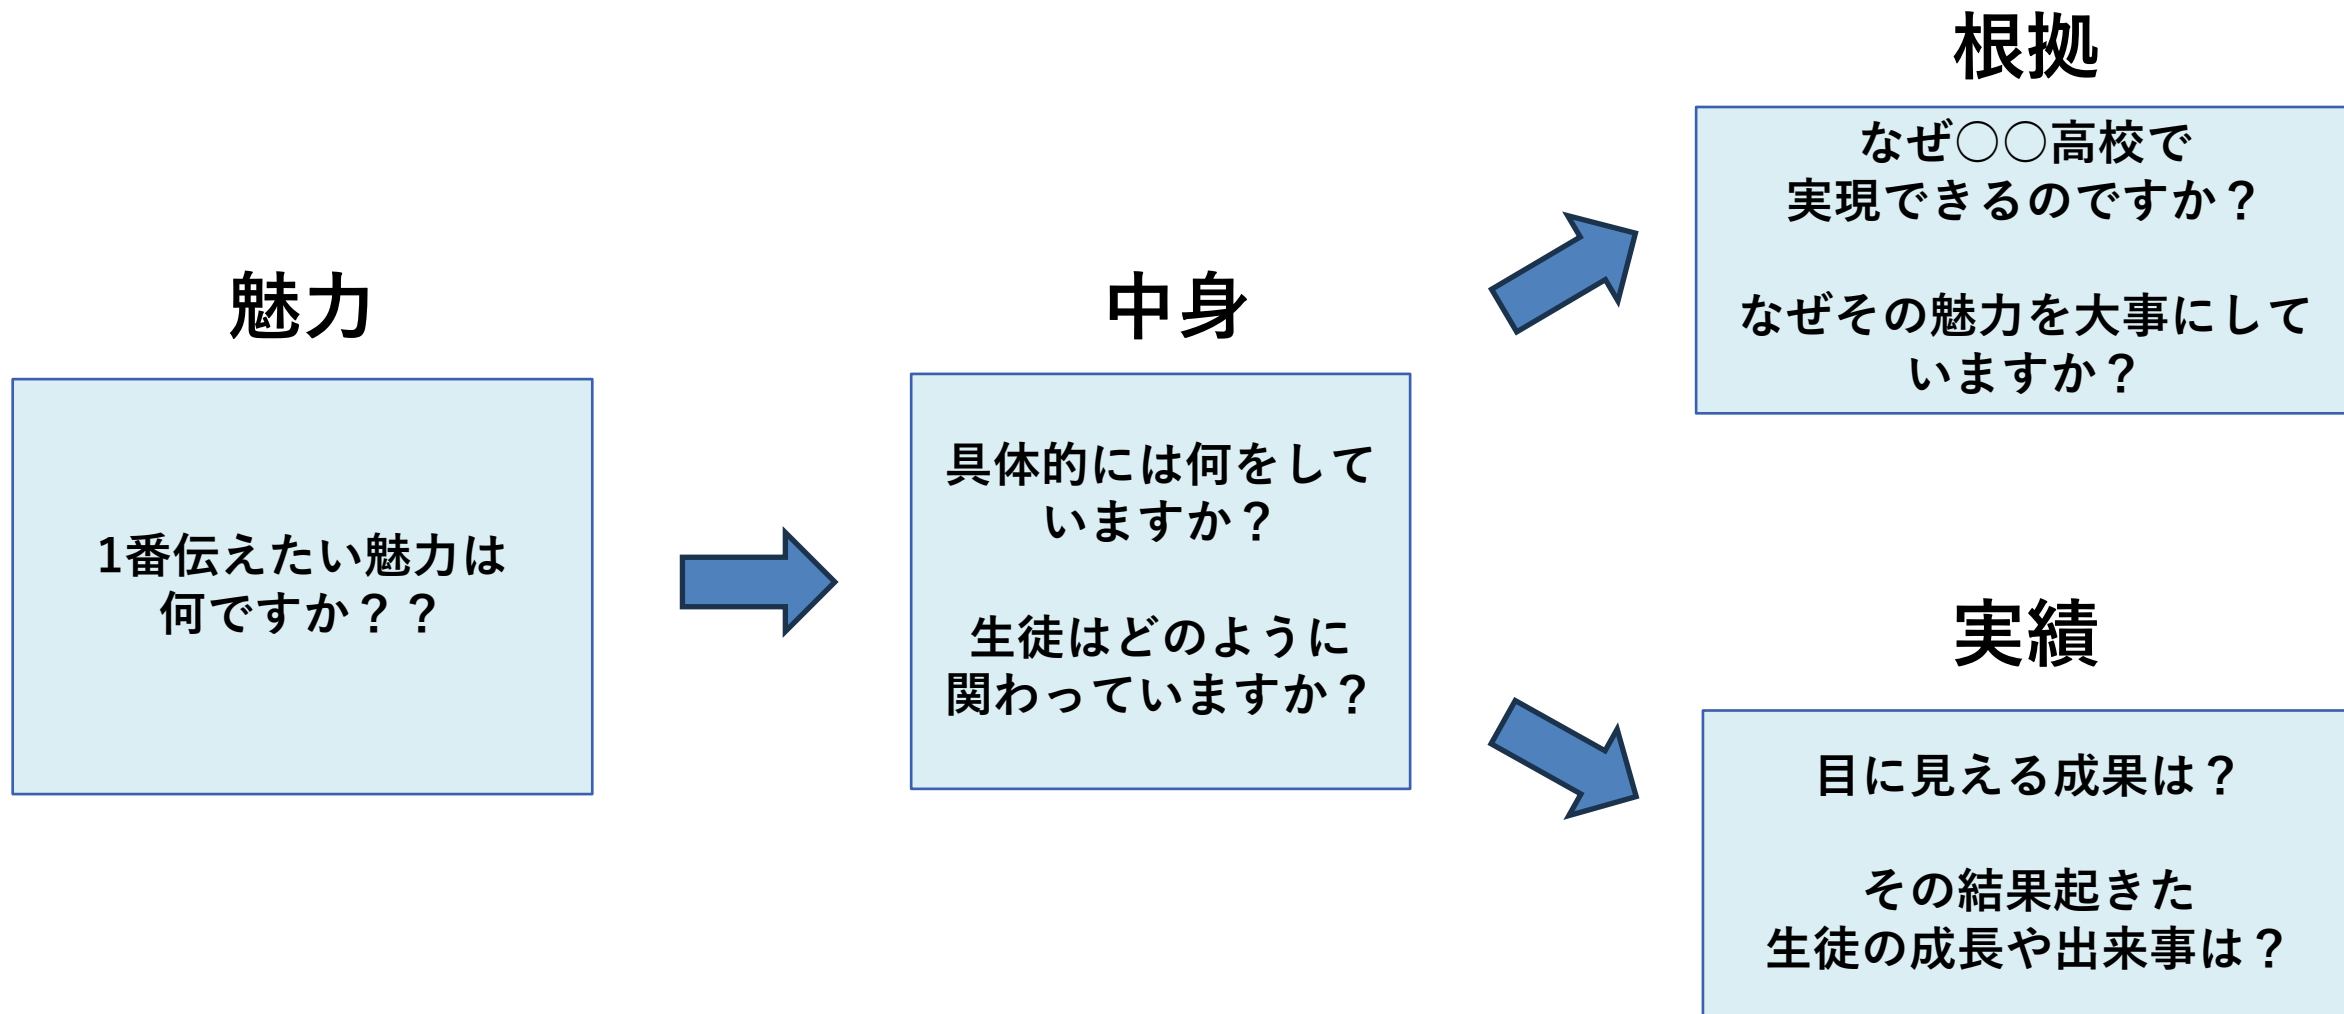 魅力
1番伝えたい魅力は
何ですか？？
中身
具体的には何をして
いますか？
生徒はどのように
関わっていますか？
根拠
なぜ○○高校で
実現できるのですか？
なぜその魅力を大事にして
いますか？
実績
目に見える成果は？
その結果起きた
生徒の成長や出来事は？